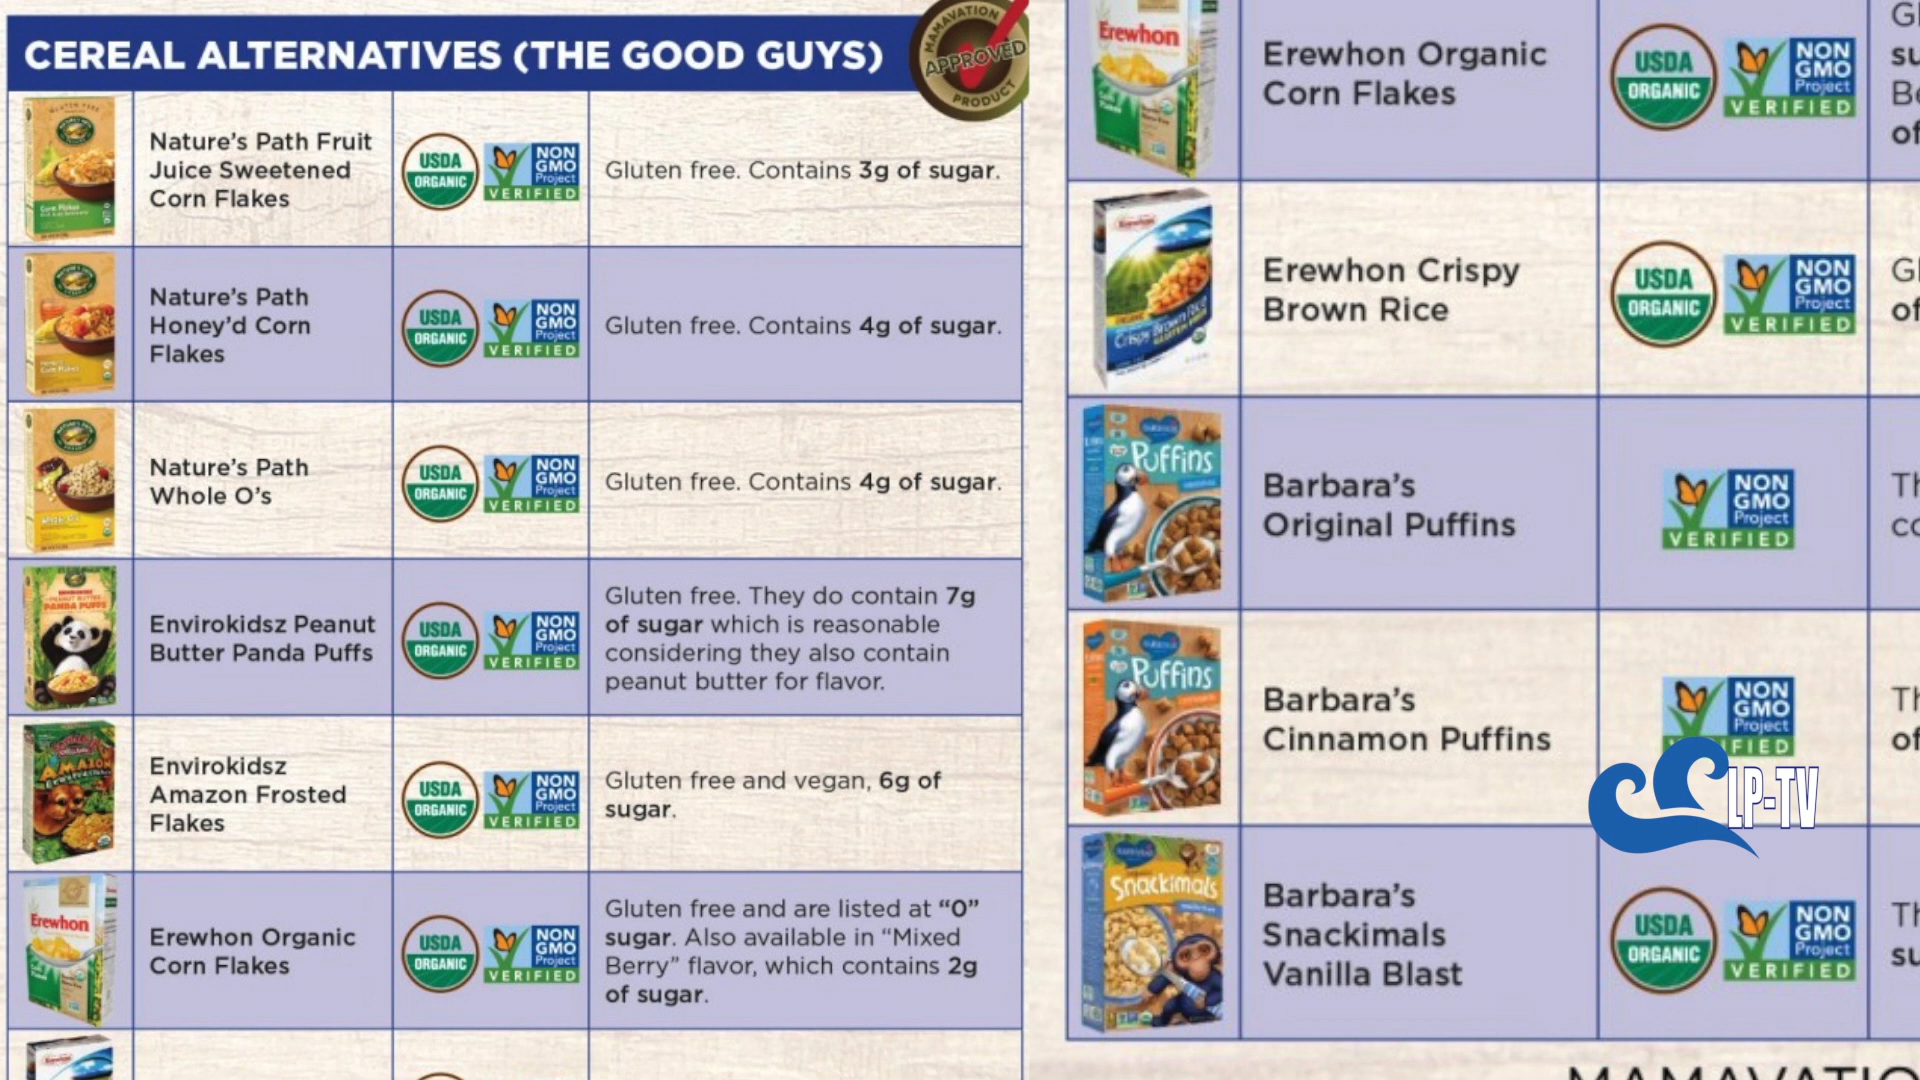 CEREAL ALTERNATIVES (THE GOOD GUYS)
MAMAVATION
APPROVED
PRODUCT
Nature's Path Fruit
Juice Sweetened
Corn Flakes
USDA
ORGANIC
NON
GMO
Project
VERIFIED
Gluten free. Contains 3g of sugar.
Nature's Path
Honey'd Corn
Flakes
USDA
ORGANIC
NON
GMO
Project
VERIFIED
Gluten free. Contains 4g of sugar.
Nature's Path
Whole O's
USDA
ORGANIC
NON
GMO
Project
VERIFIED
Gluten free. Contains 4g of sugar.
PANDA PUFFS
Envirokidsz Peanut
Butter Panda Puffs
USDA
ORGANIC
NON
GMO
Project
VERIFIED
Gluten free. They do contain 7g
of sugar which is reasonable
considering they also contain
peanut butter for flavor.
AMAZON
Envirokidsz
Amazon Frosted
Flakes
USDA
ORGANIC
NON
GMO
Project
VERIFIED
Gluten free and vegan, 6g of
sugar.
Erewhon
Erewhon Organic
Corn Flakes
USDA
ORGANIC
NON
GMO
Project
VERIFIED
Gluten free and are listed at “0”
sugar. Also available in “Mixed
Berry” flavor, which contains 2g
of sugar.
Erewhon
Erewhon Organic
Corn Flakes
USDA
ORGANIC
NON
GMO
Project
VERIFIED
of
Erewhon Crispy
Brown Rice
USDA
ORGANIC
NON
GMO
Project
VERIFIED
of
Puffins
Barbara's
Original Puffins
NON
GMO
Project
VERIFIED
Puffins
Barbara's
Cinnamon Puffins
NON
GMO
Project
FIED
of
LP-TV
Snackimals
Barbara's
Snackimals
Vanilla Blast
USDA
ORGANIC
NON
GMO
Project
VERIFIED
MAMAVATIO